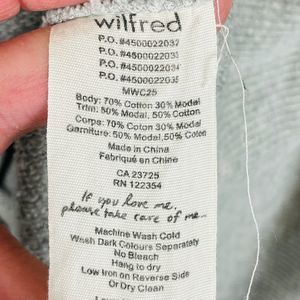 wilfred
P.O. #4500022032
P.O. #4500022033
P.O. #4500022034
P.O. #4500022035
MWC25
Body: 70% Cotton 30% Modal
Trim: 50% Modal, 50% Cotton
Corps: 70% Cotton 30% Modal
Garniture: 50% Modal, 50% Coton
Made in China
Fabriqué en Chine
CA 23725
RN 122354
If you love me,
please take care of me...
Machine Wash Cold
Wash Dark Colours Separately
No Bleach
Hang to dry
Low Iron on Reverse Side
Or Dry Clean